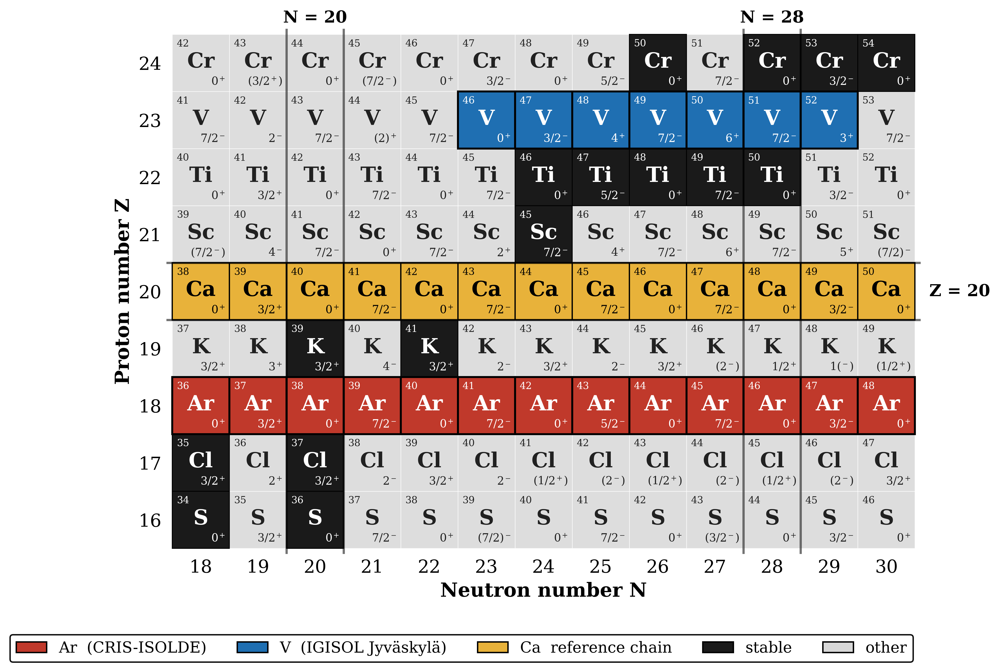 N = 20 N = 28
42 43 44 45 46 47 48 49 50 51 52 53 54
24 Cr Cr Cr Cr Cr Cr Cr Cr Cr Cr Cr Cr Cr
0⁺ (3/2⁺) 0⁺ (7/2⁻) 0⁺ 3/2⁻ 0⁺ 5/2⁻ 0⁺ 7/2⁻ 0⁺ 3/2⁻ 0⁺
41 42 43 44 45 46 47 48 49 50 51 52 53
23 V V V V V V V V V V V V V
7/2⁻ 2⁻ 7/2⁻ (2)⁺ 7/2⁻ 0⁺ 3/2⁻ 4⁺ 7/2⁻ 6⁺ 7/2⁻ 3⁺ 7/2⁻
40 41 42 43 44 45 46 47 48 49 50 51 52
22 Ti Ti Ti Ti Ti Ti Ti Ti Ti Ti Ti Ti Ti
0⁺ 3/2⁺ 0⁺ 7/2⁻ 0⁺ 7/2⁻ 0⁺ 5/2⁻ 0⁺ 7/2⁻ 0⁺ 3/2⁻ 0⁺
39 40 41 42 43 44 45 46 47 48 49 50 51
21 Sc Sc Sc Sc Sc Sc Sc Sc Sc Sc Sc Sc Sc
(7/2⁻) 4⁻ 7/2⁻ 0⁺ 7/2⁻ 2⁺ 7/2⁻ 4⁺ 7/2⁻ 6⁺ 7/2⁻ 5⁺ (7/2)⁻
38 39 40 41 42 43 44 45 46 47 48 49 50
20 Ca Ca Ca Ca Ca Ca Ca Ca Ca Ca Ca Ca Ca Z = 20
0⁺ 3/2⁺ 0⁺ 7/2⁻ 0⁺ 7/2⁻ 0⁺ 7/2⁻ 0⁺ 7/2⁻ 0⁺ 3/2⁻ 0⁺
37 38 39 40 41 42 43 44 45 46 47 48 49
19 K K K K K K K K K K K K K
3/2⁺ 3⁺ 3/2⁺ 4⁻ 3/2⁺ 2⁻ 3/2⁺ 2⁻ 3/2⁺ (2⁻) 1/2⁺ 1(⁻) (1/2⁺)
36 37 38 39 40 41 42 43 44 45 46 47 48
18 Ar Ar Ar Ar Ar Ar Ar Ar Ar Ar Ar Ar Ar
0⁺ 3/2⁺ 0⁺ 7/2⁻ 0⁺ 7/2⁻ 0⁺ 5/2⁻ 0⁺ 7/2⁻ 0⁺ 3/2⁻ 0⁺
35 36 37 38 39 40 41 42 43 44 45 46 47
17 Cl Cl Cl Cl Cl Cl Cl Cl Cl Cl Cl Cl Cl
3/2⁺ 2⁺ 3/2⁺ 2⁻ 3/2⁺ 2⁻ (1/2⁺) (2⁻) (1/2⁺) (2⁻) (1/2⁺) (2⁻) 3/2⁺
34 35 36 37 38 39 40 41 42 43 44 45 46
16 S S S S S S S S S S S S S
0⁺ 3/2⁺ 0⁺ 7/2⁻ 0⁺ (7/2)⁻ 0⁺ 7/2⁻ 0⁺ (3/2⁻) 0⁺ 3/2⁻ 0⁺
Proton number Z
18 19 20 21 22 23 24 25 26 27 28 29 30
Neutron number N
Ar (CRIS-ISOLDE) V (IGISOL Jyväskylä) Ca reference chain stable other